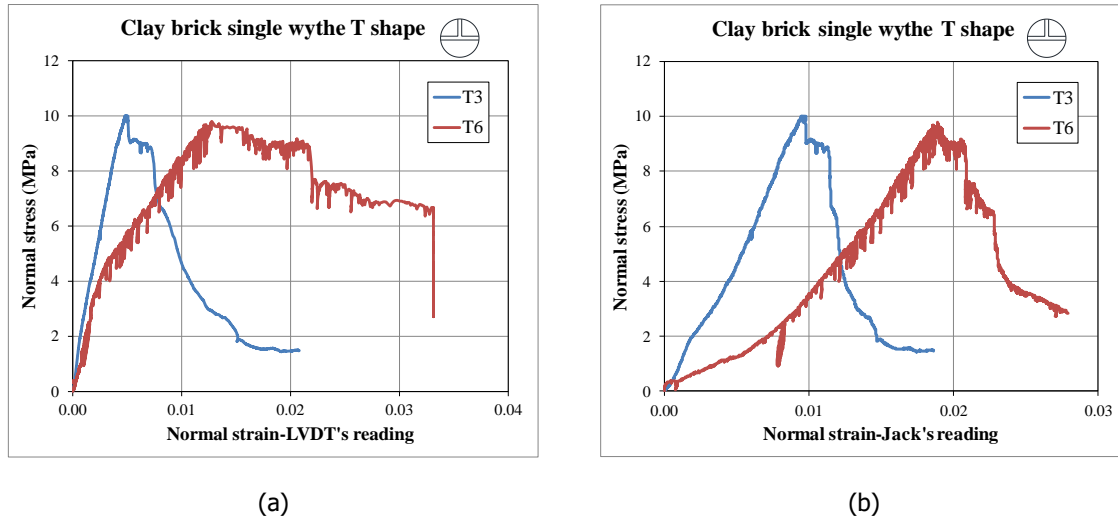 Clay brick single wythe T shape
12
10
8
6
4
2
0
Normal stress (MPa)
T3
T6
0.00 0.01 0.02 0.03 0.04
Normal strain-LVDT's reading
(a)
Clay brick single wythe T shape
12
10
8
6
4
2
0
Normal stress (MPa)
T3
T6
0.00 0.01 0.02 0.03
Normal strain-Jack's reading
(b)